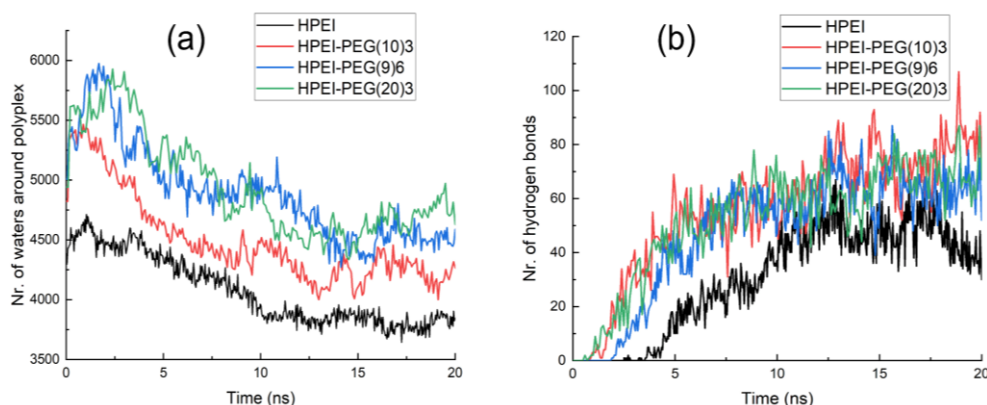 (a)
HPEI
HPEI-PEG(10)3
HPEI-PEG(9)6
HPEI-PEG(20)3
Nr. of waters around polyplex
6000
5500
5000
4500
4000
3500
0 5 10 15 20
Time (ns)
(b)
HPEI
HPEI-PEG(10)3
HPEI-PEG(9)6
HPEI-PEG(20)3
Nr. of hydrogen bonds
120
100
80
60
40
20
0
0 5 10 15 20
Time (ns)